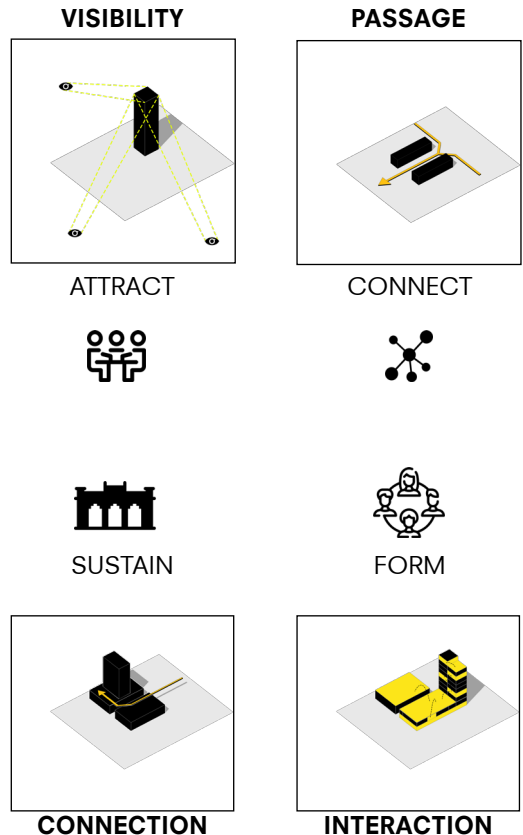 VISIBILITY
PASSAGE
ATTRACT
CONNECT
SUSTAIN
FORM
CONNECTION
INTERACTION